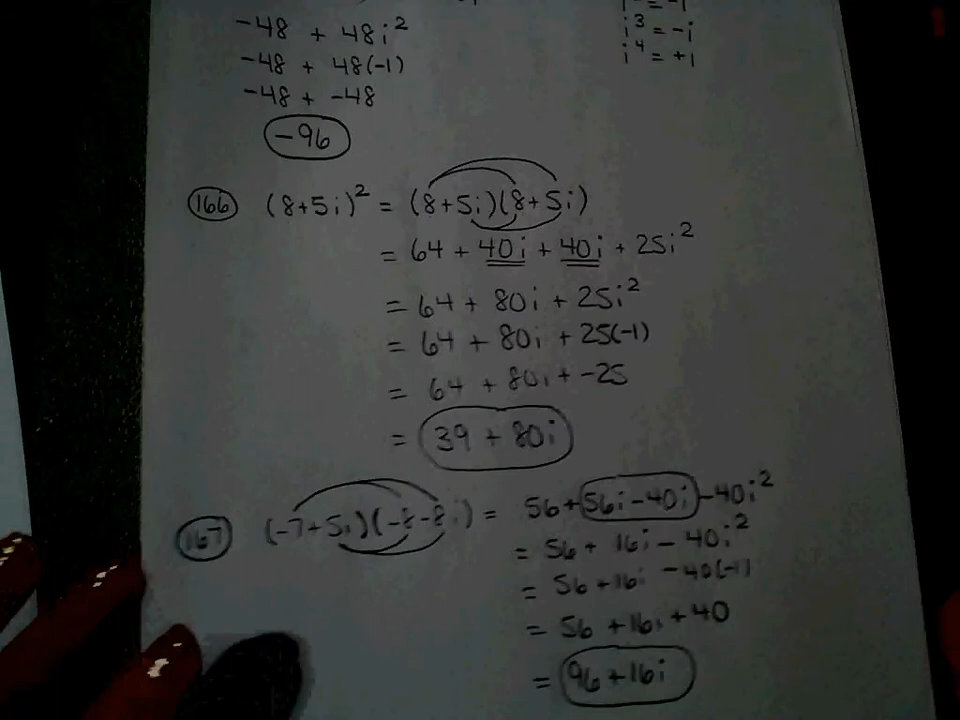 -48 + 48i²
-48 + 48(-1)
-48 + -48
-96
i³ = -i
i⁴ = +1
166 (8+5i)² = (8+5i)(8+5i)
= 64 + 40i + 40i + 25i²
= 64 + 80i + 25i²
= 64 + 80i + 25(-1)
= 64 + 80i + -25
= 39 + 80i
167 (-7+5i)(-8-8i) = 56+56i-40i-40i²
= 56 + 16i - 40i²
= 56 +16i -40(-1)
= 56 +16i +40
= 96 +16i